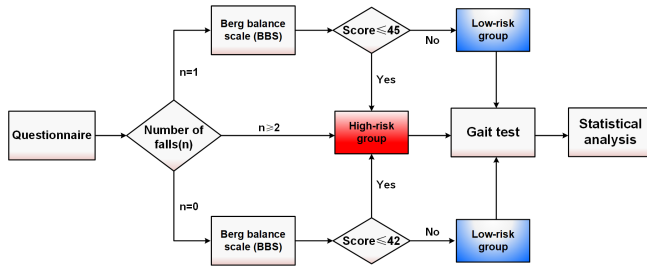 Berg balance
scale (BBS)
Score≤45
No
Low-risk
group
n=1
Yes
Questionnaire
Number of
falls(n)
n≥2
High-risk
group
Gait test
Statistical
analysis
n=0
Yes
Berg balance
scale (BBS)
Score≤42
No
Low-risk
group